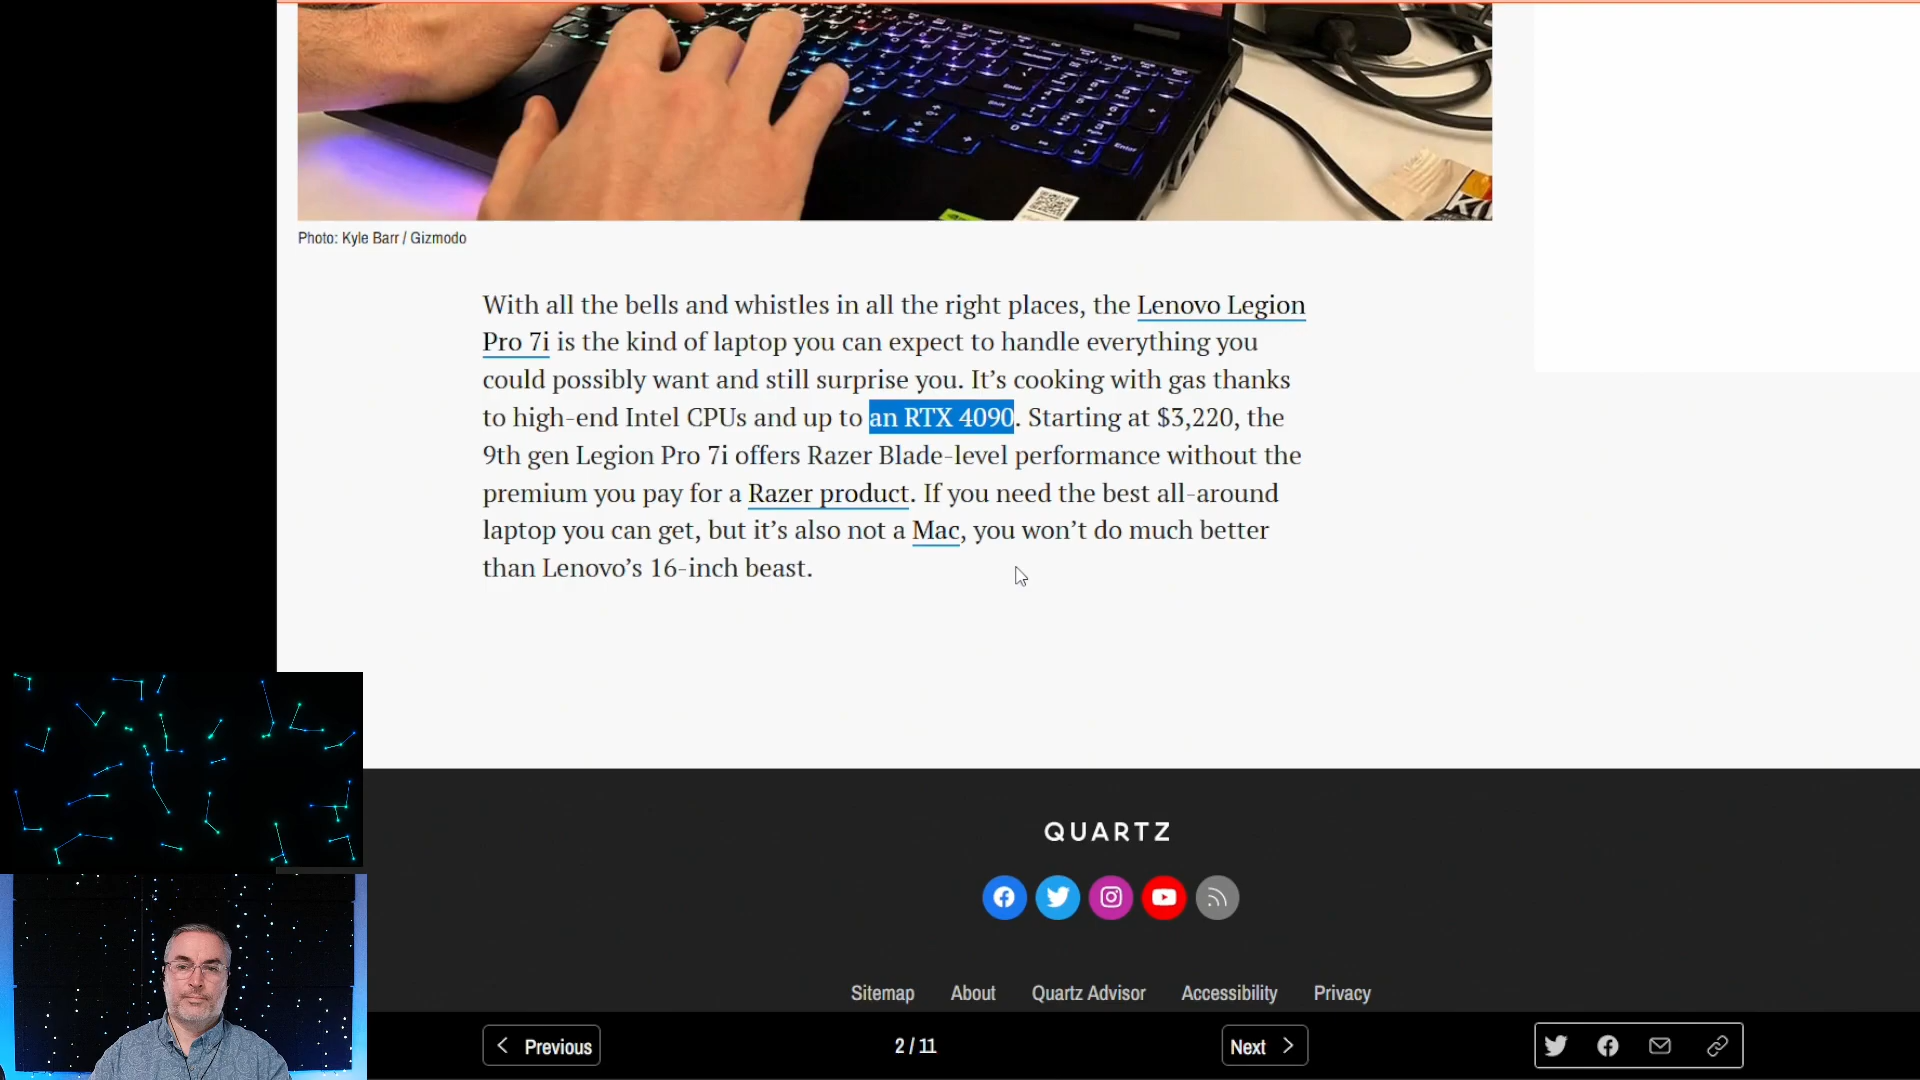 Enter
Shift
Enter
KI
Photo: Kyle Barr / Gizmodo
With all the bells and whistles in all the right places, the Lenovo Legion
Pro 7i is the kind of laptop you can expect to handle everything you
could possibly want and still surprise you. It’s cooking with gas thanks
to high-end Intel CPUs and up to an RTX 4090. Starting at $3,220, the
9th gen Legion Pro 7i offers Razer Blade-level performance without the
premium you pay for a Razer product. If you need the best all-around
laptop you can get, but it’s also not a Mac, you won’t do much better
than Lenovo’s 16-inch beast.
QUARTZ
Sitemap About Quartz Advisor Accessibility Privacy
< Previous 2 / 11 Next >